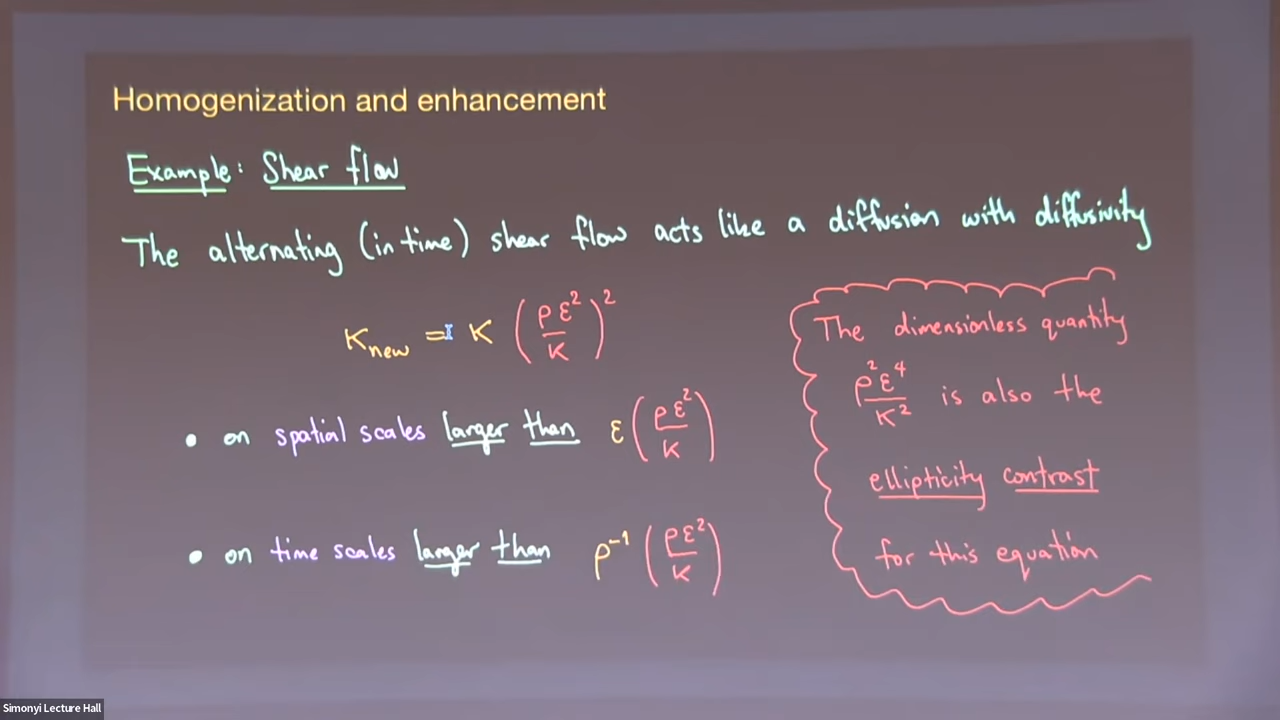 Homogenization and enhancement
Example: Shear flow
The alternating (in time) shear flow acts like a diffusion with diffusivity
κ_new = κ (ρε²/κ)²
• on spatial scales larger than ε(ρε²/κ)
• on time scales larger than ρ⁻¹(ρε²/κ)
The dimensionless quantity
ρ²ε⁴/κ² is also the
ellipticity contrast
for this equation
Simonyi Lecture Hall